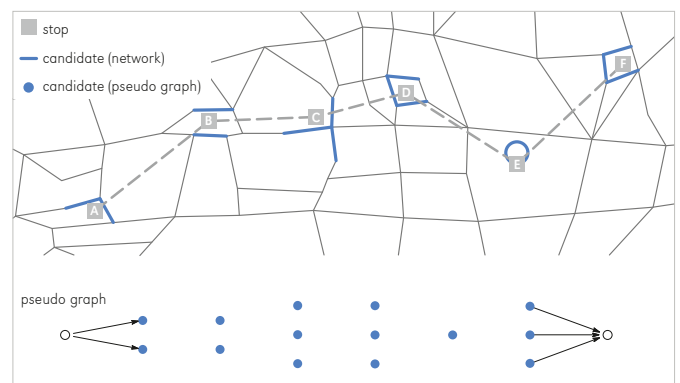 stop
candidate (network)
candidate (pseudo graph)
F
D
B
C
E
A
pseudo graph